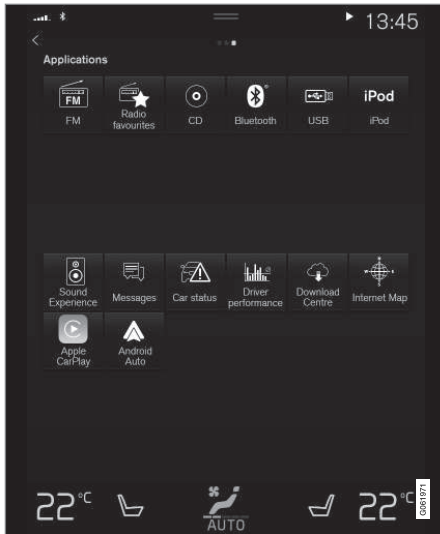 13:45
Applications
FM
FM
Radio
favourites
CD
Bluetooth
USB
iPod
iPod
Sound
Experience
Messages
Car status
Driver
performance
Download
Centre
Internet Map
Apple
CarPlay
Android
Auto
22°C
AUTO
22°C
G061971